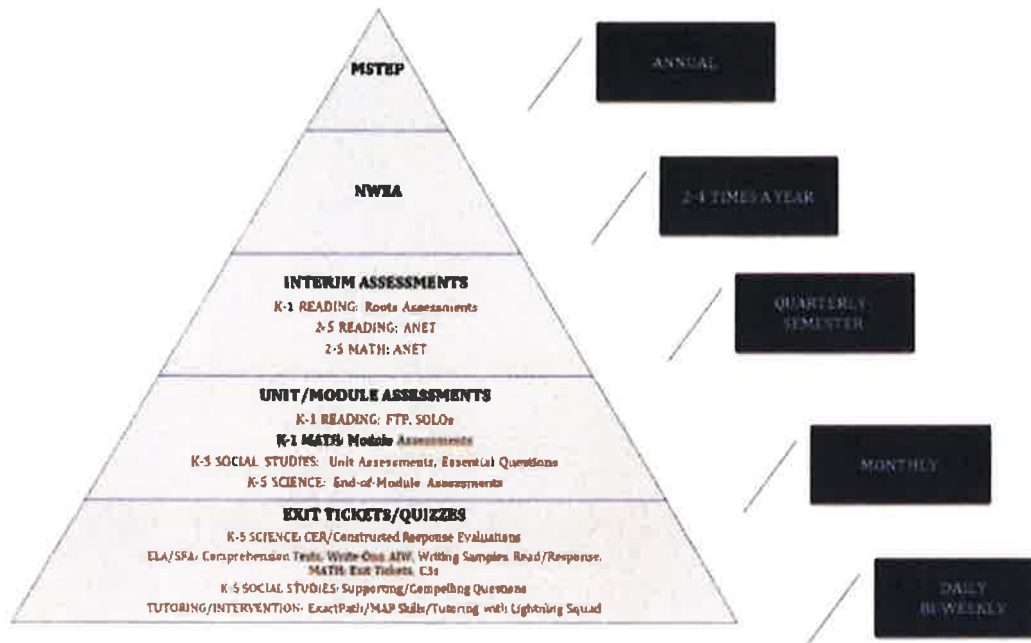 MSTEP
ANNUAL
NWEA
2-4 TIMES A YEAR
INTERIM ASSESSMENTS
K-1 READING: Roots Assessments
2-5 READING: ANET
2-5 MATH: ANET
QUARTERLY
SEMESTER
UNIT/MODULE ASSESSMENTS
K-1 READING: FTP, SOLOs
K-1 MATH: Module Assessments
K-5 SOCIAL STUDIES: Unit Assessments, Essential Questions
K-5 SCIENCE: End-of-Module Assessments
MONTHLY
EXIT TICKETS/QUIZZES
K-5 SCIENCE: CER/Constructed Response Evaluations
ELA/SFA: Comprehension Tests, Write-Ons, Writing Samples Read/Response,
MATH: Exit Tickets,
K-5 SOCIAL STUDIES: Supporting/Compelling Questions
TUTORING/INTERVENTION: ExactPath/MAP Skills/Tutoring with Lightning Squad
DAILY
BI-WEEKLY